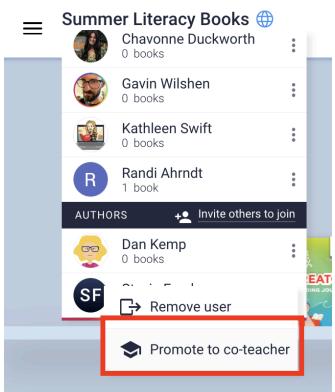 Summer Literacy Books
Chavonne Duckworth
0 books
Gavin Wilshen
0 books
Kathleen Swift
0 books
R
Randi Ahrndt
1 book
AUTHORS Invite others to join
Dan Kemp
0 books
SF
Remove user
Promote to co-teacher